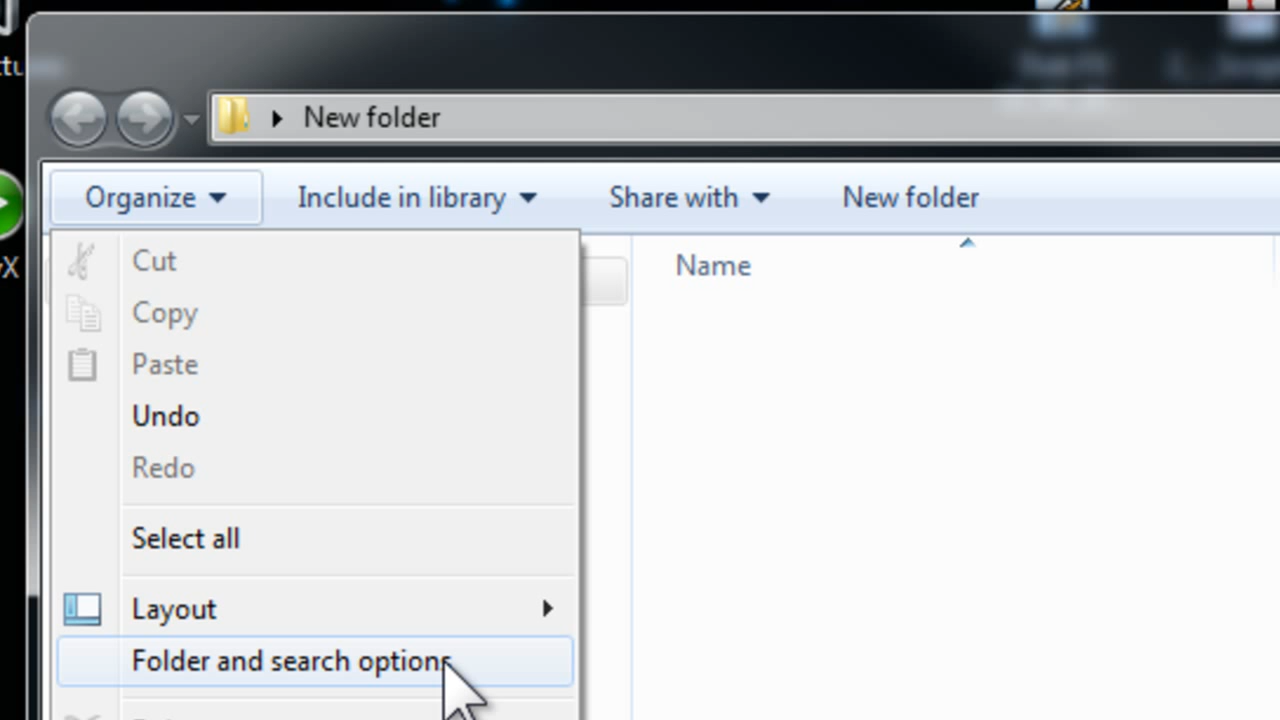 New folder
Organize
Include in library
Share with
New folder
Cut
Name
Copy
Paste
Undo
Redo
Select all
Layout
Folder and search options